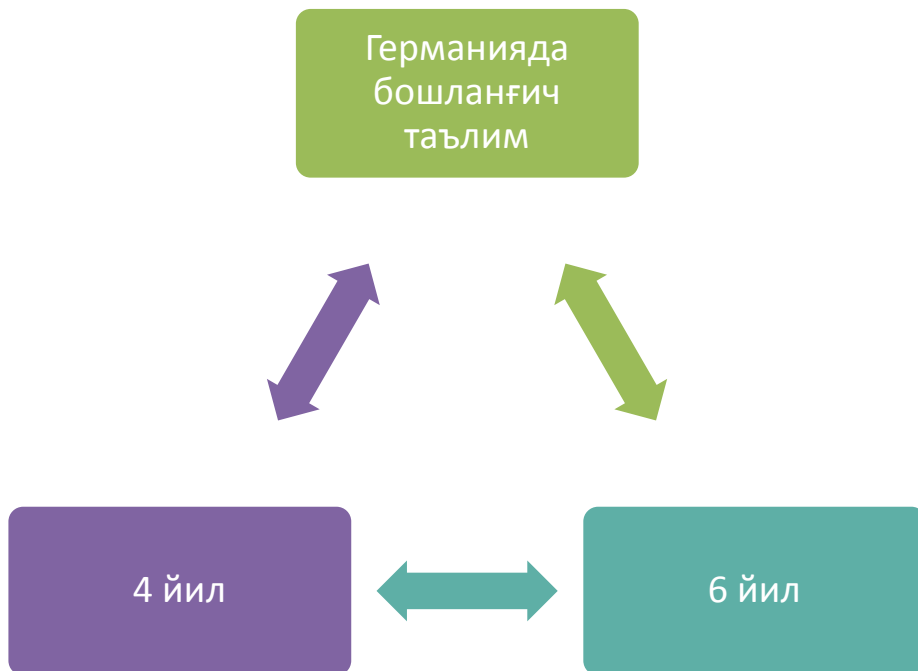 Германияда
бошланғич
таълим
4 йил
6 йил